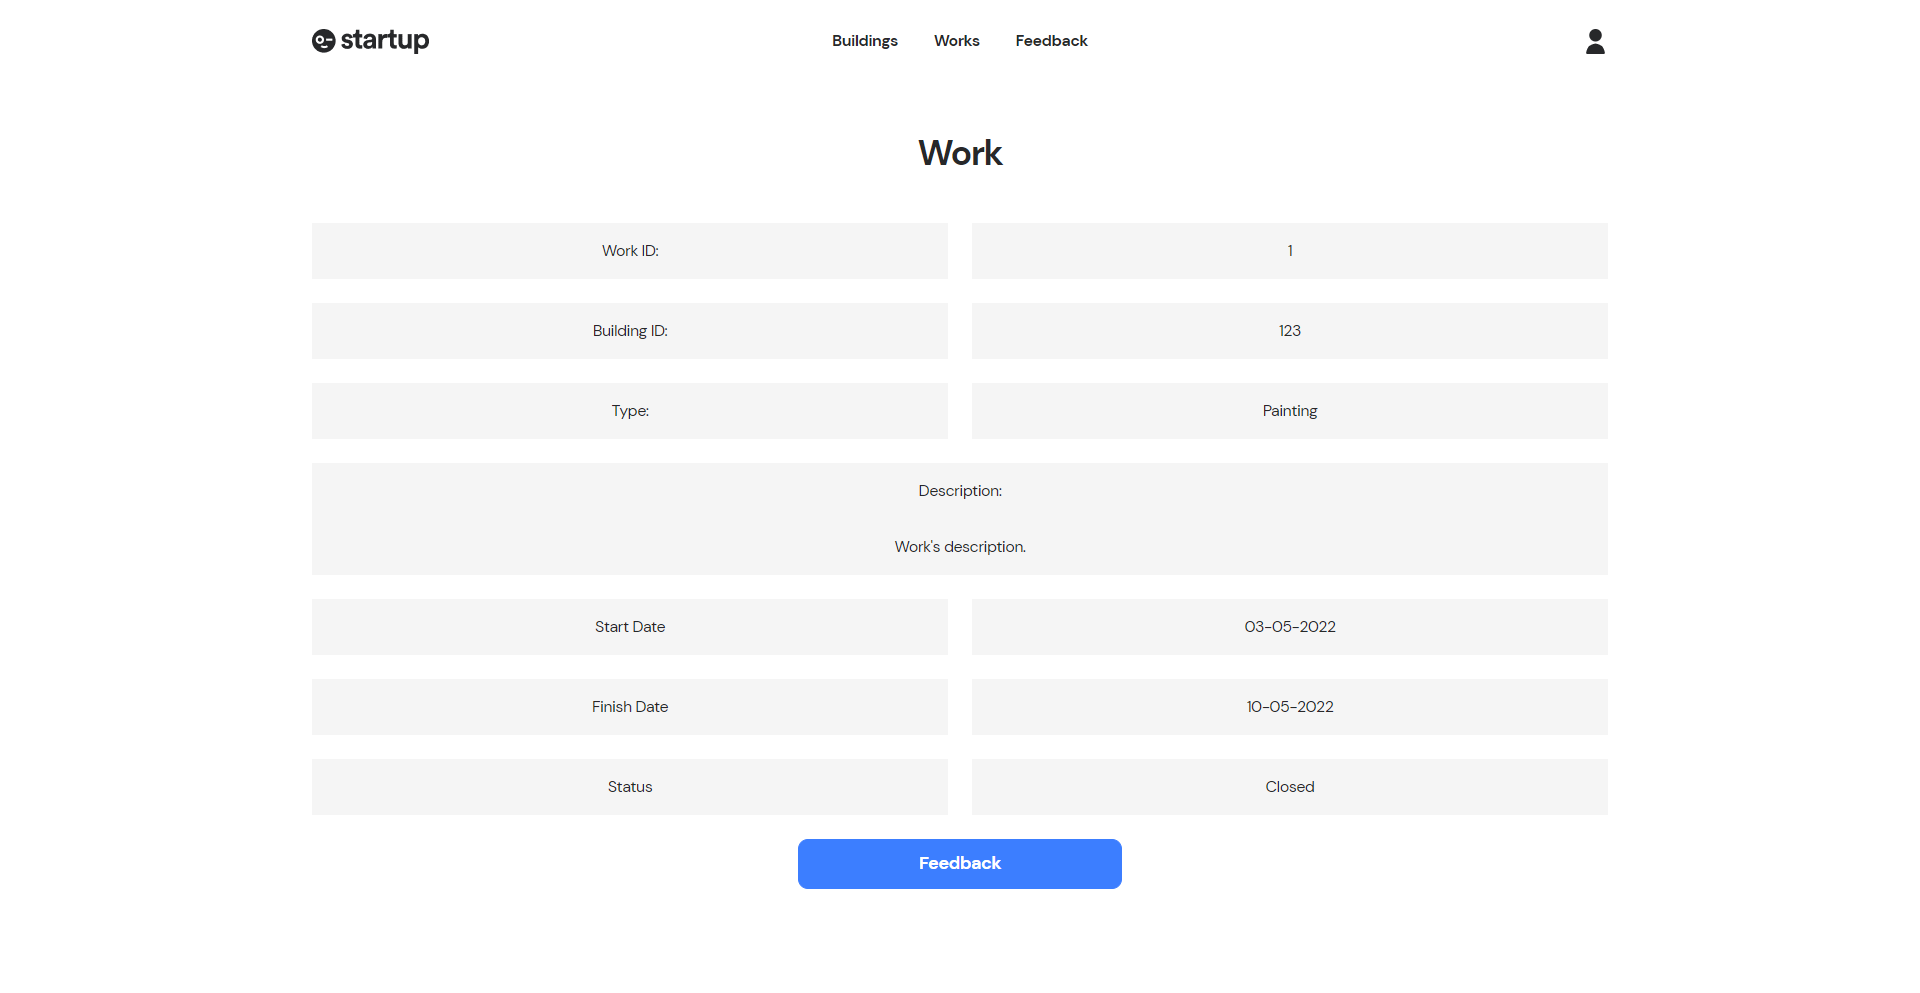 startup
Buildings Works Feedback
Work
Work ID: 1
Building ID: 123
Type: Painting
Description:
Work's description.
Start Date 03-05-2022
Finish Date 10-05-2022
Status Closed
Feedback